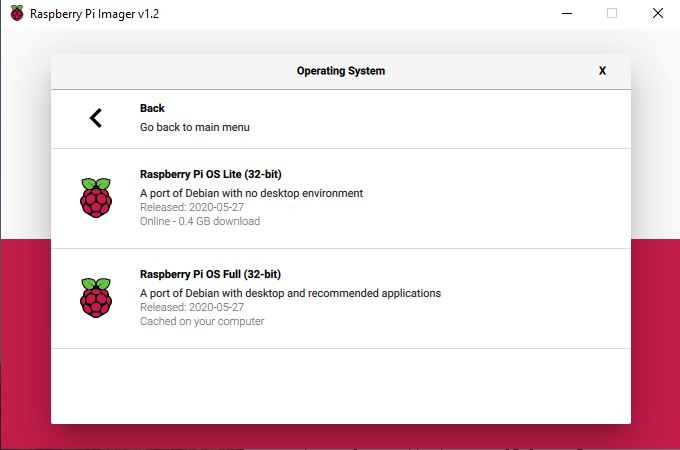 Raspberry Pi Imager v1.2
Operating System
X
Back
Go back to main menu
Raspberry Pi OS Lite (32-bit)
A port of Debian with no desktop environment
Released: 2020-05-27
Online - 0.4 GB download
Raspberry Pi OS Full (32-bit)
A port of Debian with desktop and recommended applications
Released: 2020-05-27
Cached on your computer